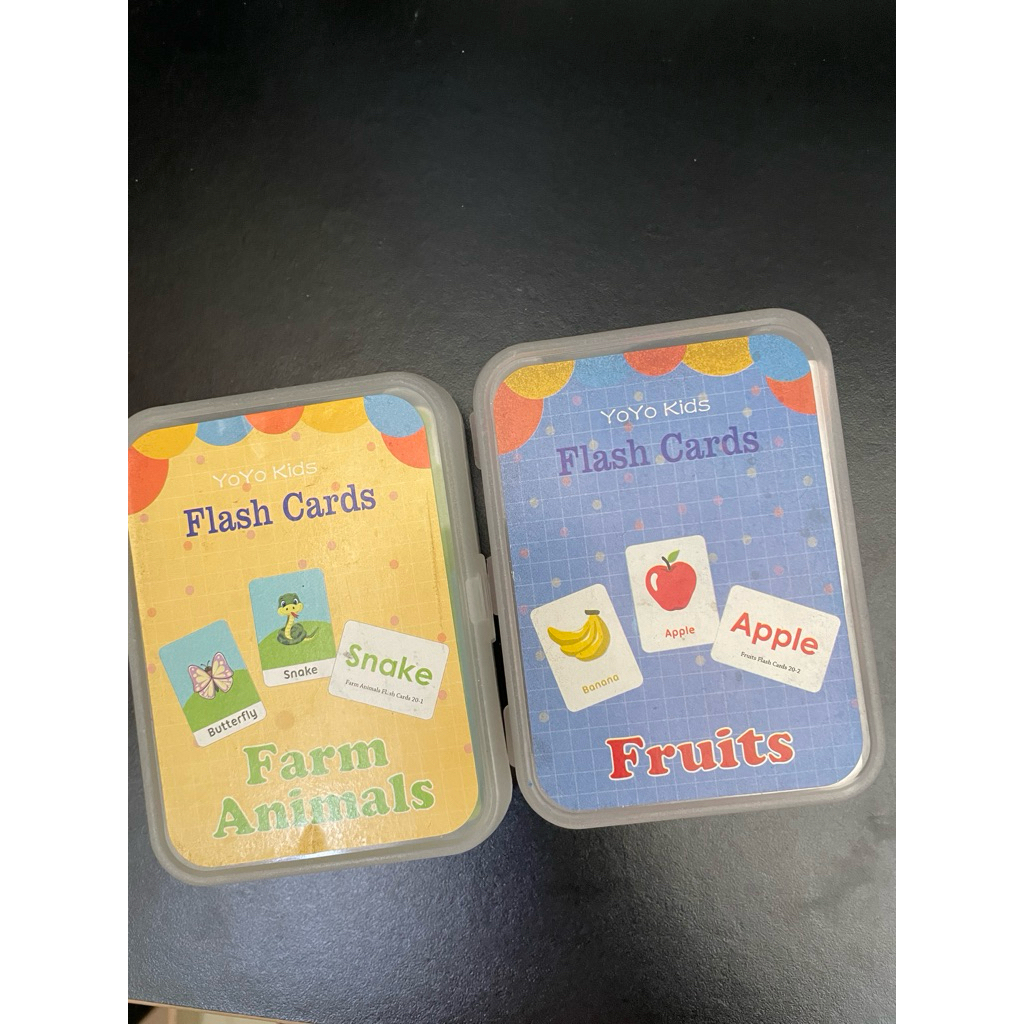 YoYo Kids
Flash Cards
Butterfly
Snake
Snake
Farm Animals Flash Cards 20-1
Farm
Animals
YoYo Kids
Flash Cards
Banana
Apple
Apple
Fruits Flash Cards 20-2
Fruits